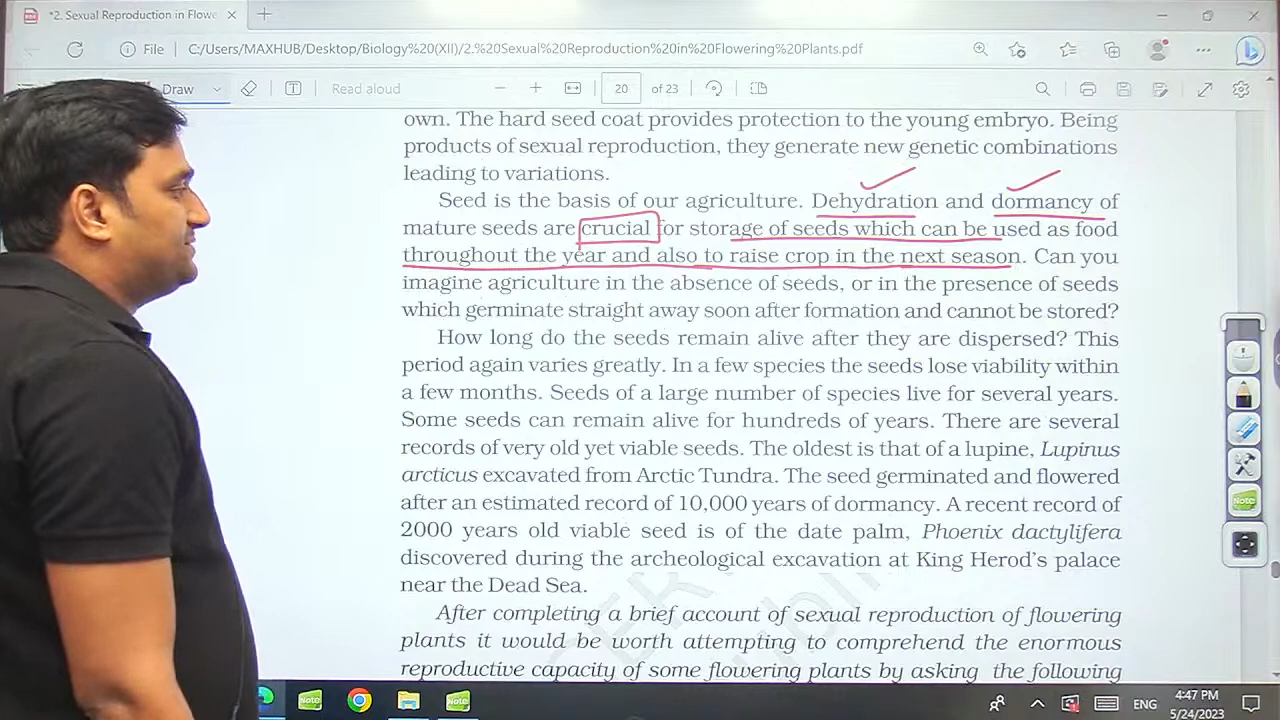 *2. Sexual Reproduction in Flowe
File C:/Users/MAXHUB/Desktop/Biology%20(XII)/2.%20Sexual%20Reproduction%20in%20Flowering%20Plants.pdf
Draw Read aloud 20 of 23
own. The hard seed coat provides protection to the young embryo. Being
products of sexual reproduction, they generate new genetic combinations
leading to variations.
Seed is the basis of our agriculture. Dehydration and dormancy of
mature seeds are crucial for storage of seeds which can be used as food
throughout the year and also to raise crop in the next season. Can you
imagine agriculture in the absence of seeds, or in the presence of seeds
which germinate straight away soon after formation and cannot be stored?
How long do the seeds remain alive after they are dispersed? This
period again varies greatly. In a few species the seeds lose viability within
a few months. Seeds of a large number of species live for several years.
Some seeds can remain alive for hundreds of years. There are several
records of very old yet viable seeds. The oldest is that of a lupine, Lupinus
arcticus excavated from Arctic Tundra. The seed germinated and flowered
after an estimated record of 10,000 years of dormancy. A recent record of
2000 years old viable seed is of the date palm, Phoenix dactylifera
discovered during the archeological excavation at King Herod's palace
near the Dead Sea.
After completing a brief account of sexual reproduction of flowering
plants it would be worth attempting to comprehend the enormous
reproductive capacity of some flowering plants by asking the following
Note
Note Note
ENG 4:47 PM
5/24/2023